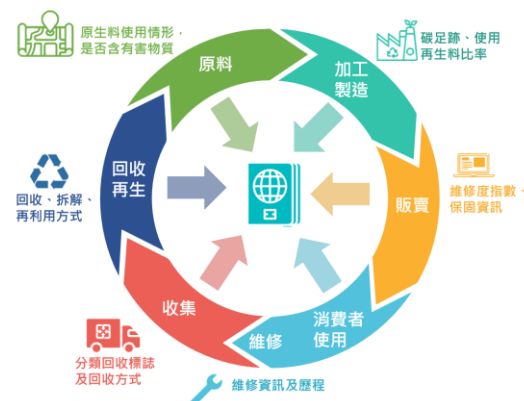 原生料使用情形，
是否含有害物質
原料
碳足跡、使用
再生料比率
加工
製造
維修度指數、
保固資訊
販賣
消費者
使用
維修
維修資訊及歷程
收集
分類回收標誌
及回收方式
回收
再生
回收、拆解、
再利用方式